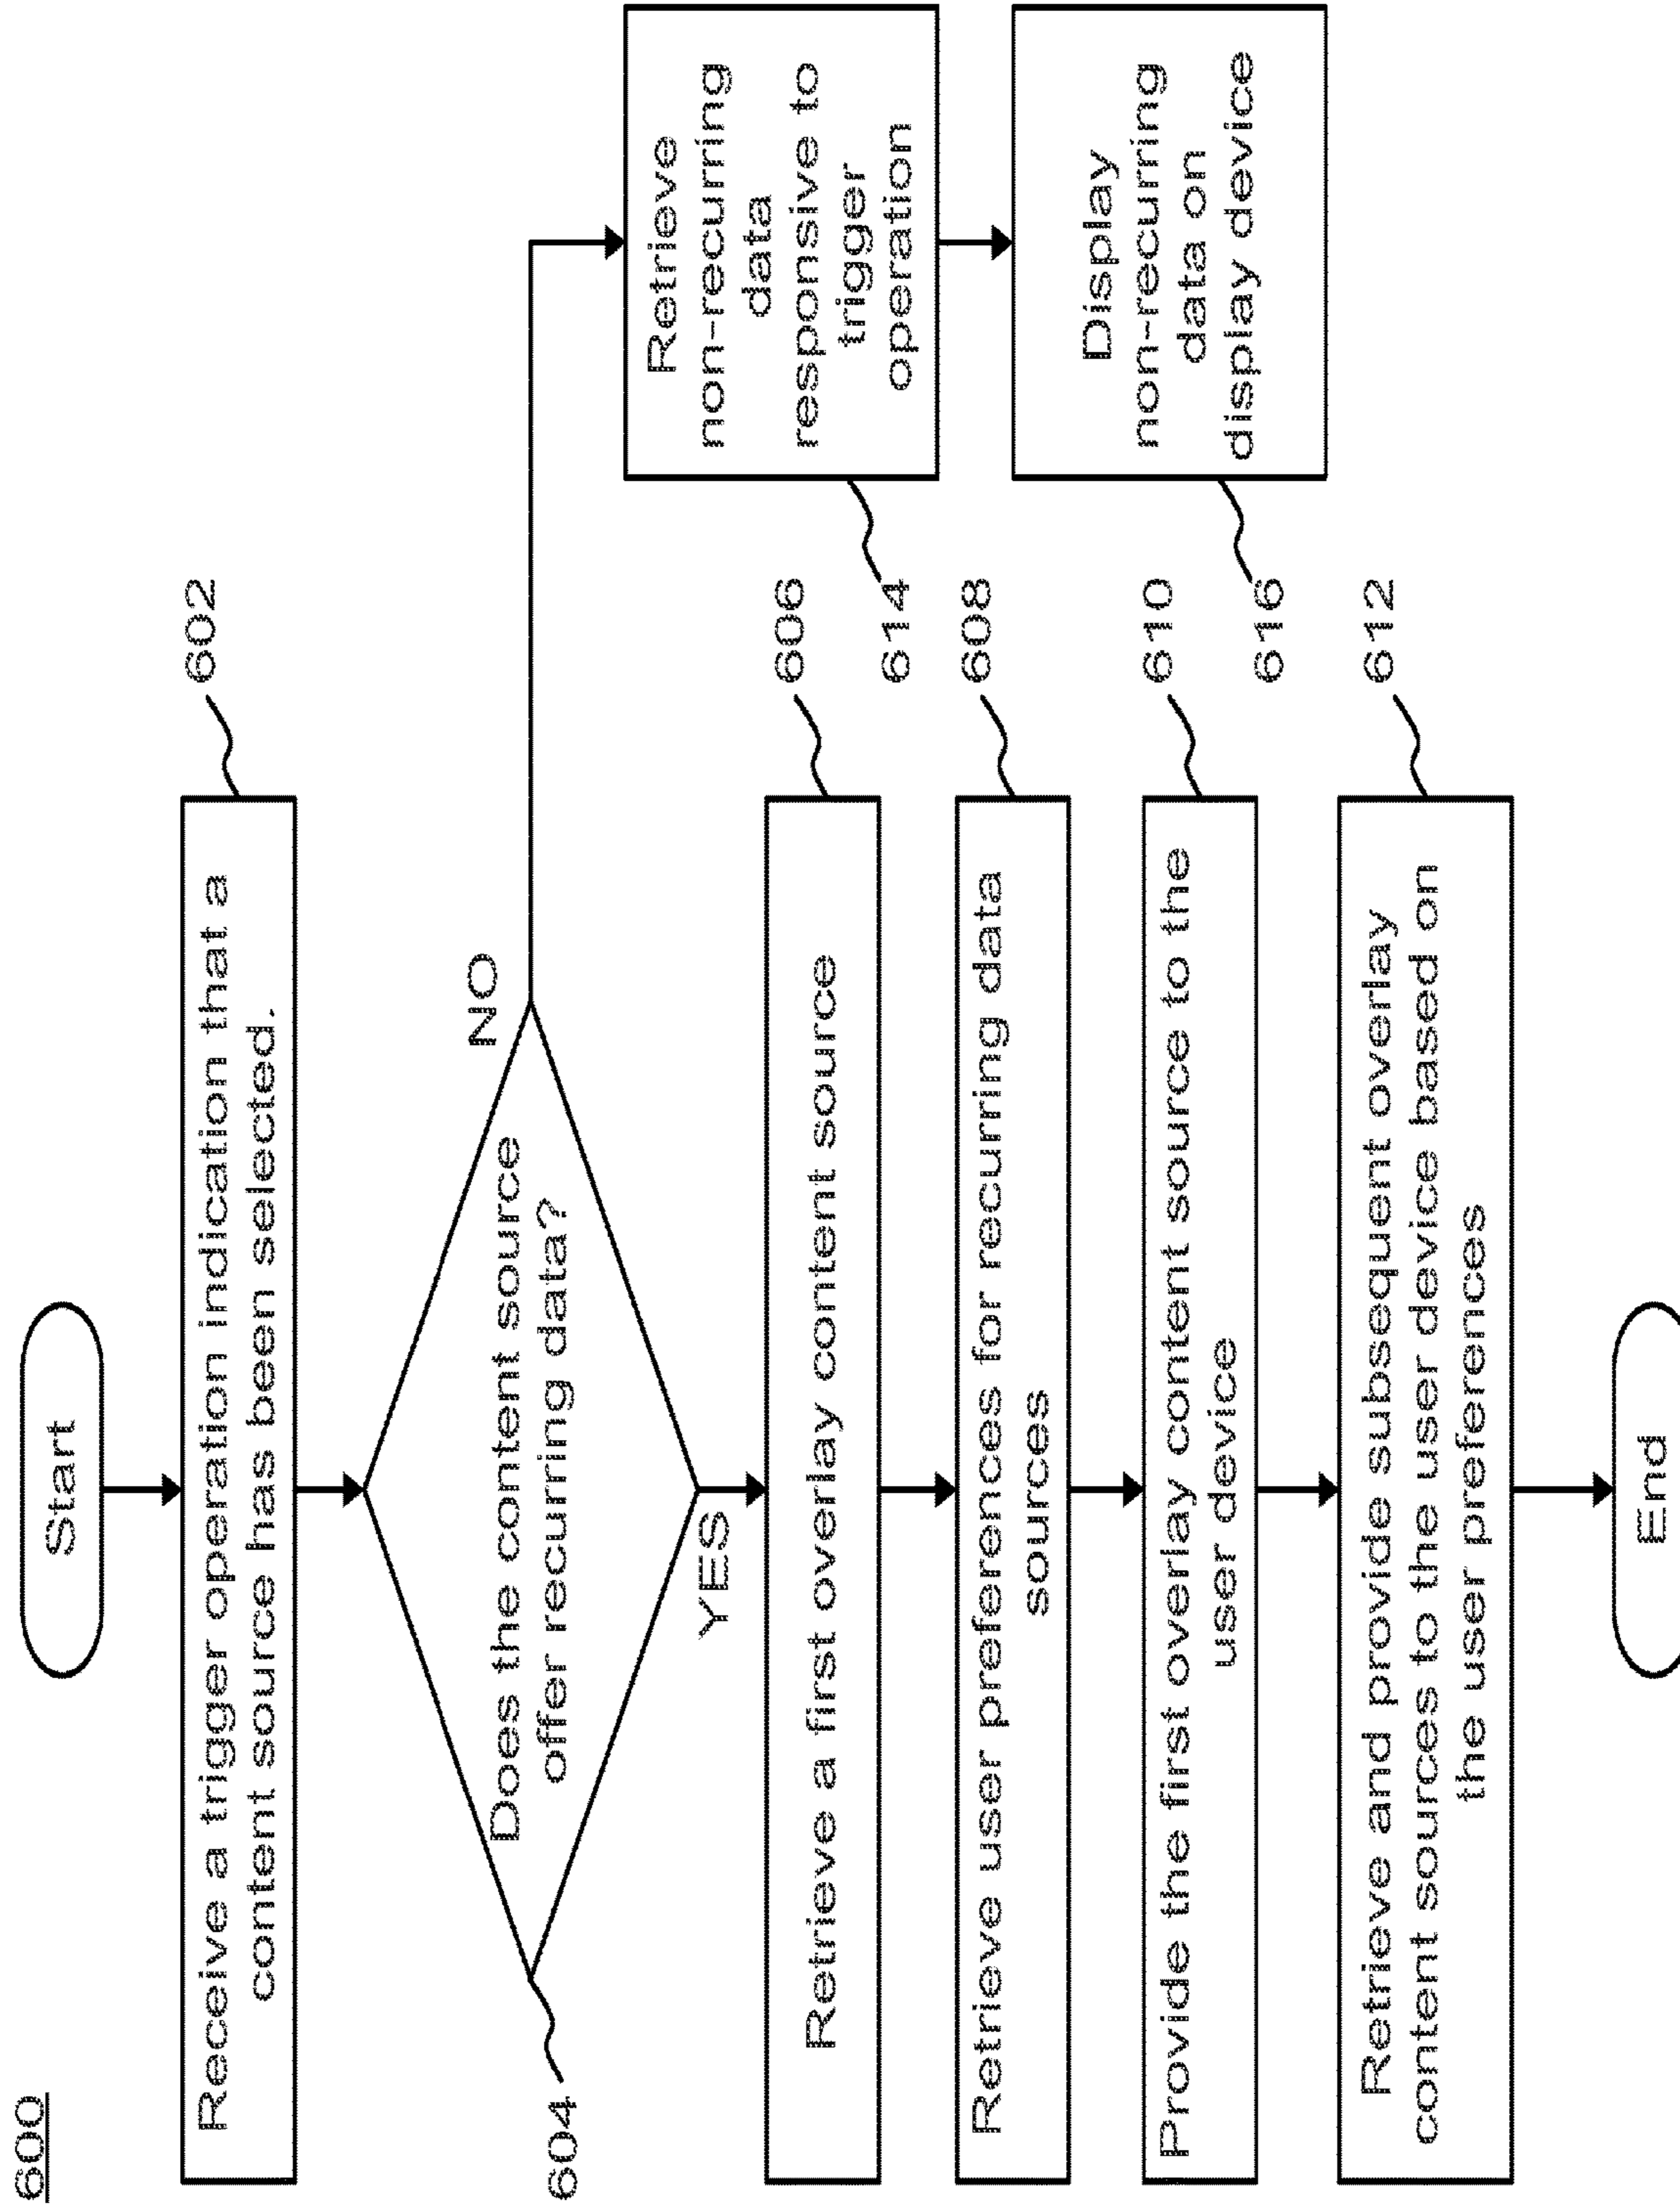 600
Start
Receive a trigger operation indication that a
content source has been selected.
602
Does the content source
offer recurring data?
604
NO
YES
Retrieve a first overlay content source
606
Retrieve user preferences for recurring data
sources
608
Provide the first overlay content source to the
user device
610
Retrieve and provide subsequent overlay
content sources to the user device based on
the user preferences
612
End
Retrieve
non-recurring
data
responsive to
trigger
operation
614
Display
non-recurring
data on
display device
616